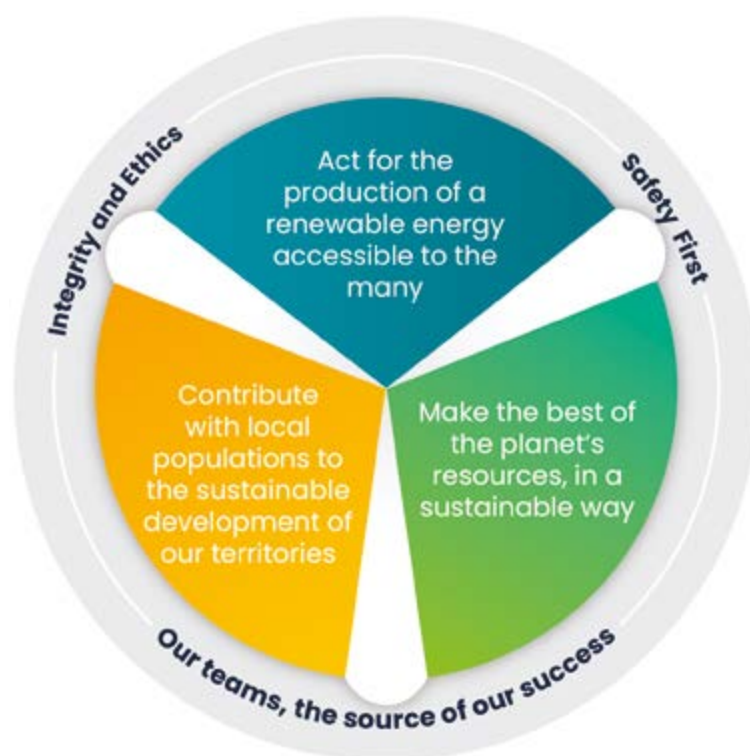 Integrity and Ethics
Safety First
Act for the
production of a
renewable energy
accessible to the
many
Contribute
with local
populations to
the sustainable
development of
our territories
Make the best of
the planet's
resources, in a
sustainable way
Our teams, the source of our success